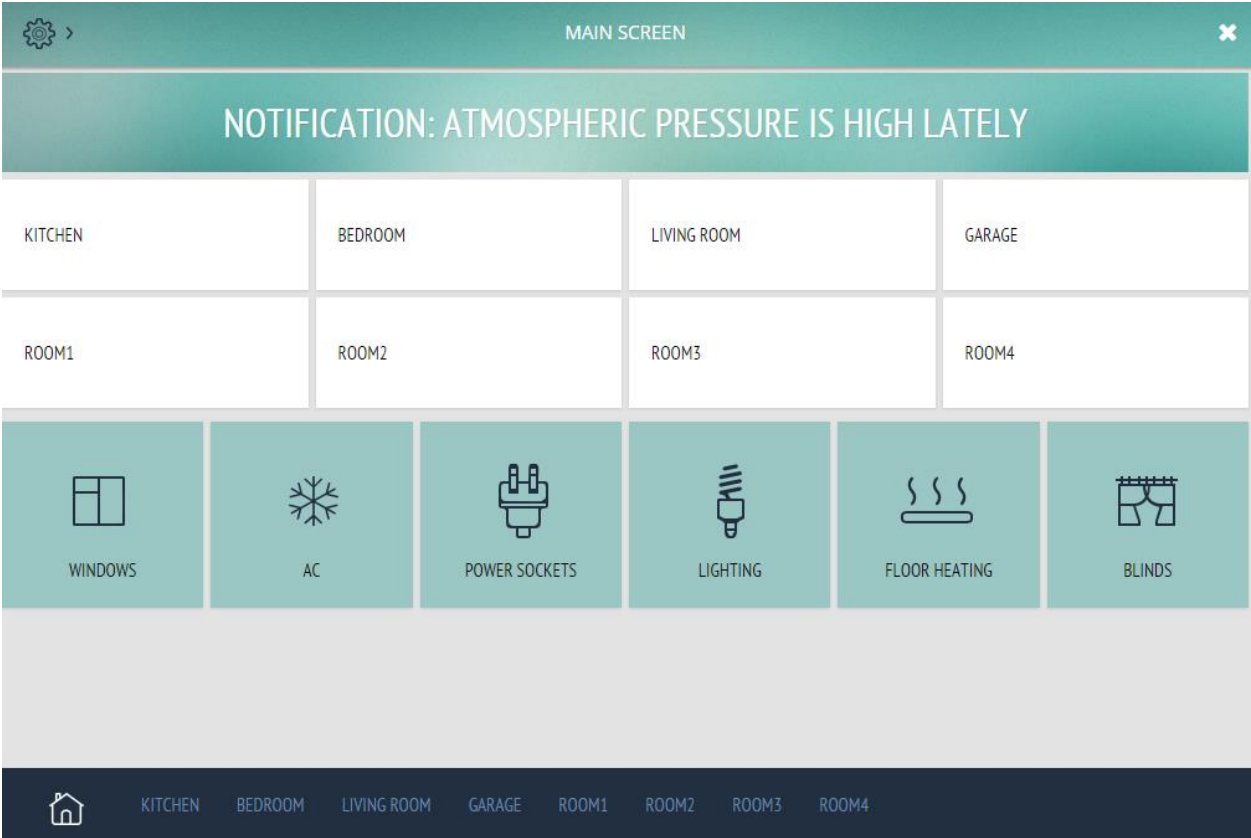 MAIN SCREEN
NOTIFICATION: ATMOSPHERIC PRESSURE IS HIGH LATELY
KITCHEN BEDROOM LIVING ROOM GARAGE
ROOM1 ROOM2 ROOM3 ROOM4
WINDOWS AC POWER SOCKETS LIGHTING FLOOR HEATING BLINDS
KITCHEN BEDROOM LIVING ROOM GARAGE ROOM1 ROOM2 ROOM3 ROOM4